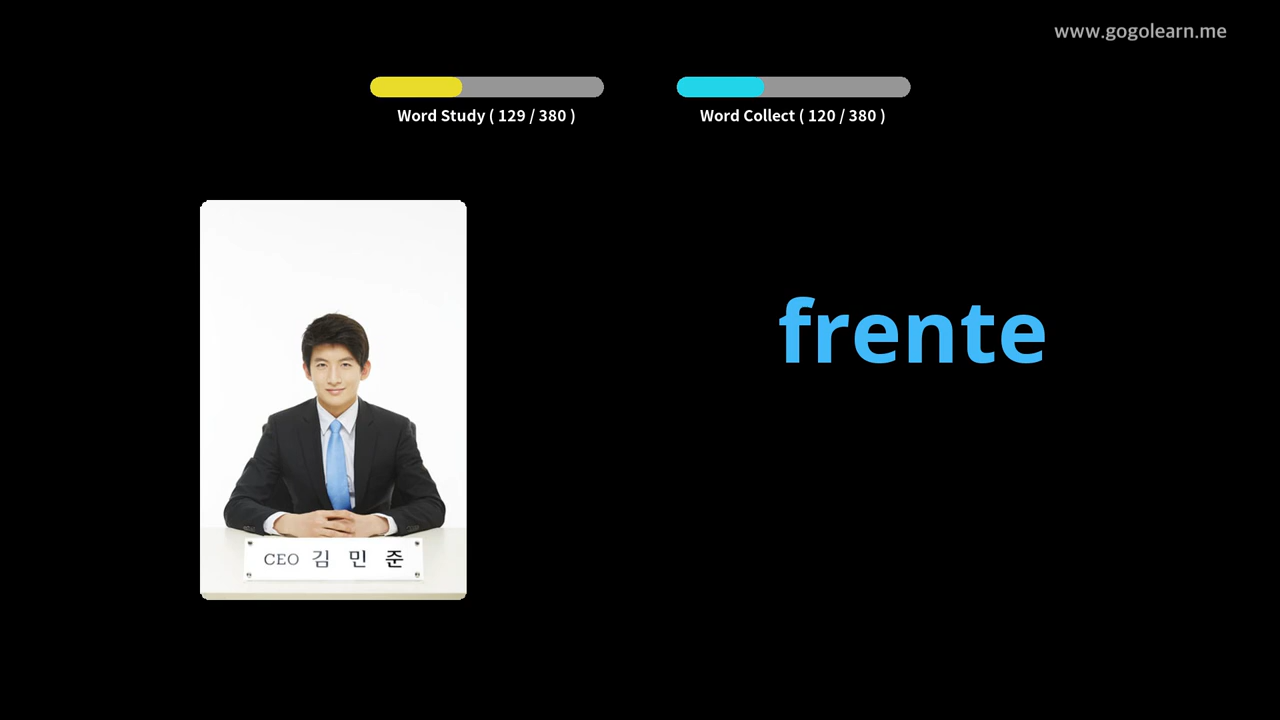 www.gogolearn.me
Word Study ( 129 / 380 )
Word Collect ( 120 / 380 )
frente
CEO 김 민 준